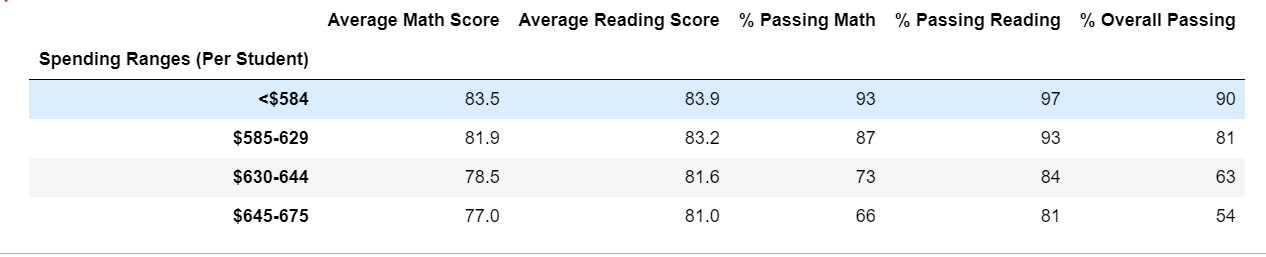 Average Math Score Average Reading Score % Passing Math % Passing Reading % Overall Passing
Spending Ranges (Per Student)
<$584 83.5 83.9 93 97 90
$585-629 81.9 83.2 87 93 81
$630-644 78.5 81.6 73 84 63
$645-675 77.0 81.0 66 81 54